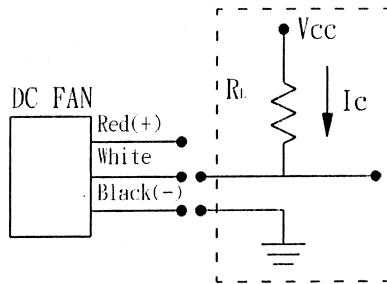 Vcc
DC FAN
RL
Ic
Red(+)
White
Black(-)